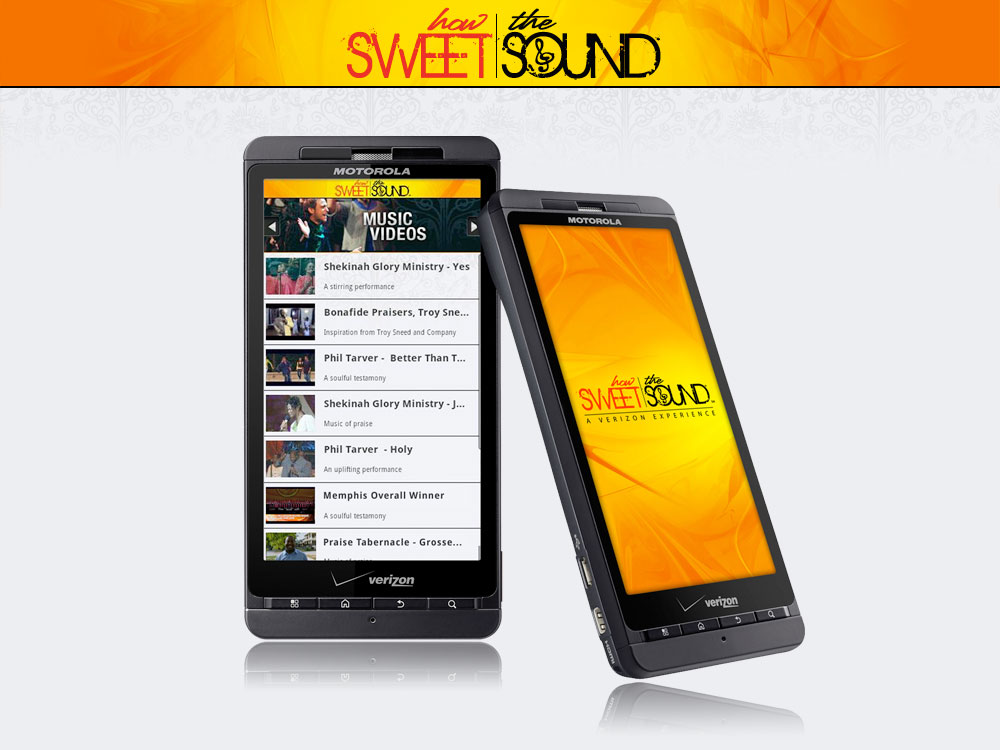 how the
SWEET SOUND
MOTOROLA
how the
SWEET SOUND
MUSIC
VIDEOS
Shekinah Glory Ministry - Yes
A stirring performance
Bonafide Praisers, Troy Sne...
Inspiration from Troy Sneed and Company
Phil Tarver - Better Than T...
A soulful testamony
Shekinah Glory Ministry - J...
Music of praise
Phil Tarver - Holy
An uplifting performance
Memphis Overall Winner
A soulful testamony
Praise Tabernacle - Grosse...
verizon
MOTOROLA
how the
SWEET SOUND
A VERIZON EXPERIENCE
verizon